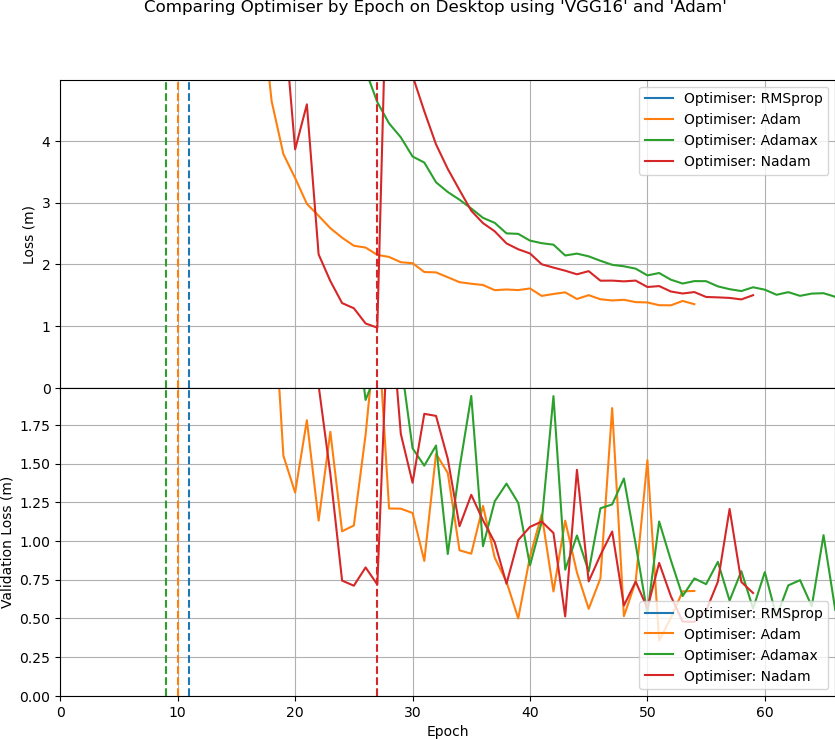 Comparing Optimiser by Epoch on Desktop using 'VGG16' and 'Adam'
Optimiser: RMSprop
Optimiser: Adam
Optimiser: Adamax
Optimiser: Nadam
4
3
2
1
0
Loss (m)
1.75
1.50
1.25
1.00
0.75
0.50
0.25
0.00
Validation Loss (m)
Optimiser: RMSprop
Optimiser: Adam
Optimiser: Adamax
Optimiser: Nadam
0 10 20 30 40 50 60
Epoch